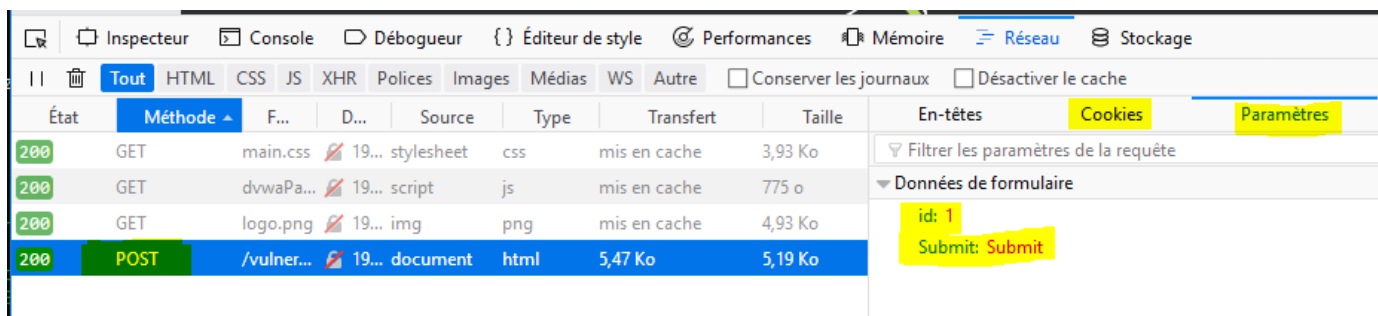 Inspecteur Console Débogueur {} Éditeur de style Performances Mémoire Réseau Stockage
Tout HTML CSS JS XHR Polices Images Médias WS Autre Conserver les journaux Désactiver le cache
État Méthode F... D... Source Type Transfert Taille En-têtes Cookies Paramètres
200 GET main.css 19... stylesheet css mis en cache 3,93 Ko Filtrer les paramètres de la requête
200 GET dvwaPa... 19... script js mis en cache 775 o Données de formulaire
200 GET logo.png 19... img png mis en cache 4,93 Ko id: 1
200 POST /vulner... 19... document html 5,47 Ko 5,19 Ko Submit: Submit